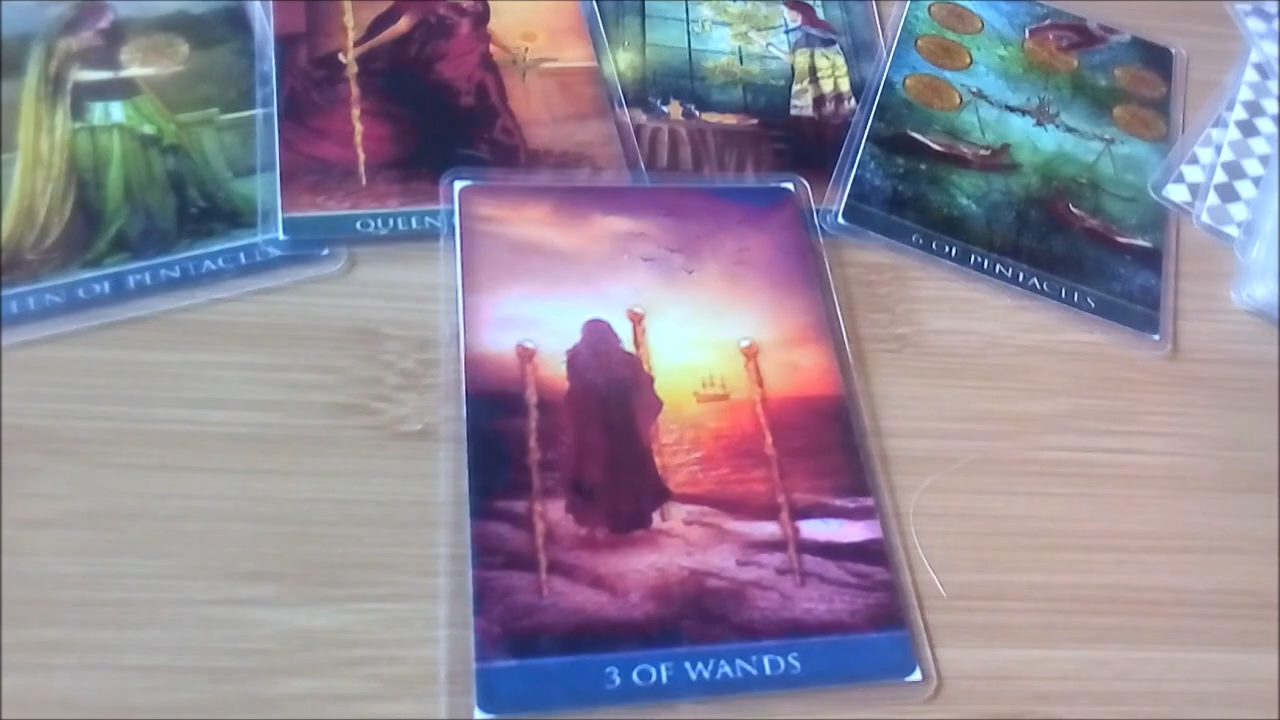 EEN OF PENTACLES
QUEEN
6 OF PENTACLES
3 OF WANDS